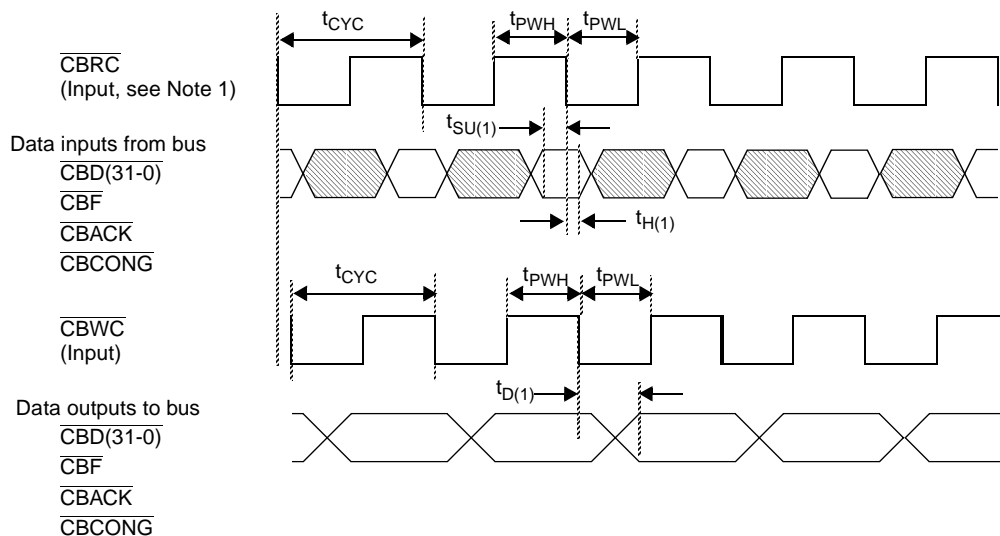 tCYC
tPWH
tPWL
CBRC
(Input, see Note 1)
tSU(1)
Data inputs from bus
CBD(31-0)
CBF
CBACK
CBCONG
tH(1)
tCYC
tPWH
tPWL
CBWC
(Input)
tD(1)
Data outputs to bus
CBD(31-0)
CBF
CBACK
CBCONG